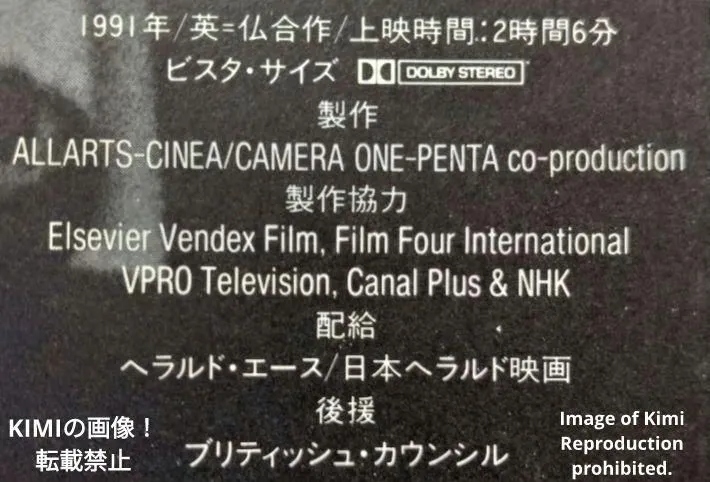 1991年/英=仏合作/上映時間:2時間6分
ビスタ・サイズ DOLBY STEREO
製作
ALLARTS-CINEA/CAMERA ONE-PENTA co-production
製作協力
Elsevier Vendex Film, Film Four International
VPRO Television, Canal Plus & NHK
配給
ヘラルド・エース/日本ヘラルド映画
後援
ブリティッシュ・カウンシル
KIMIの画像！
転載禁止
Image of Kimi
Reproduction
prohibited.